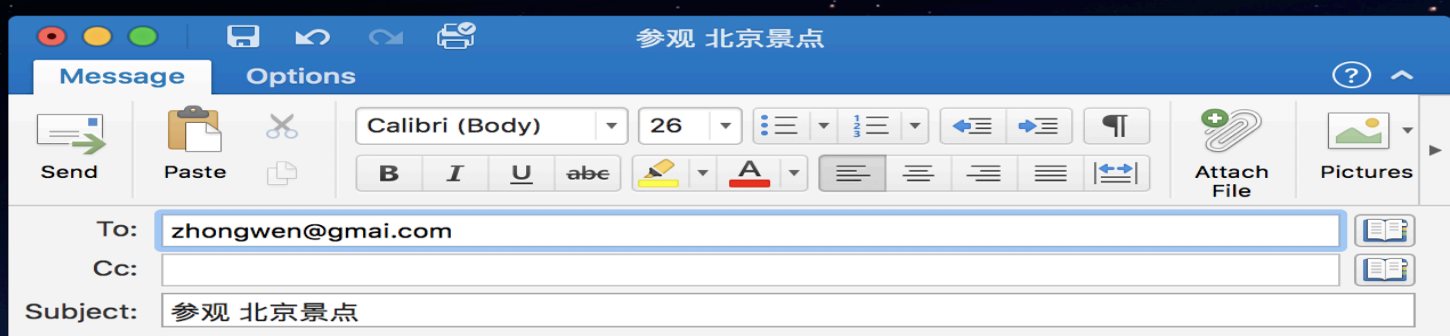 参观 北京景点
Message Options
?
Calibri (Body) 26
Send Paste B I U abc A Attach File Pictures
To: zhongwen@gmai.com
Cc:
Subject: 参观 北京景点